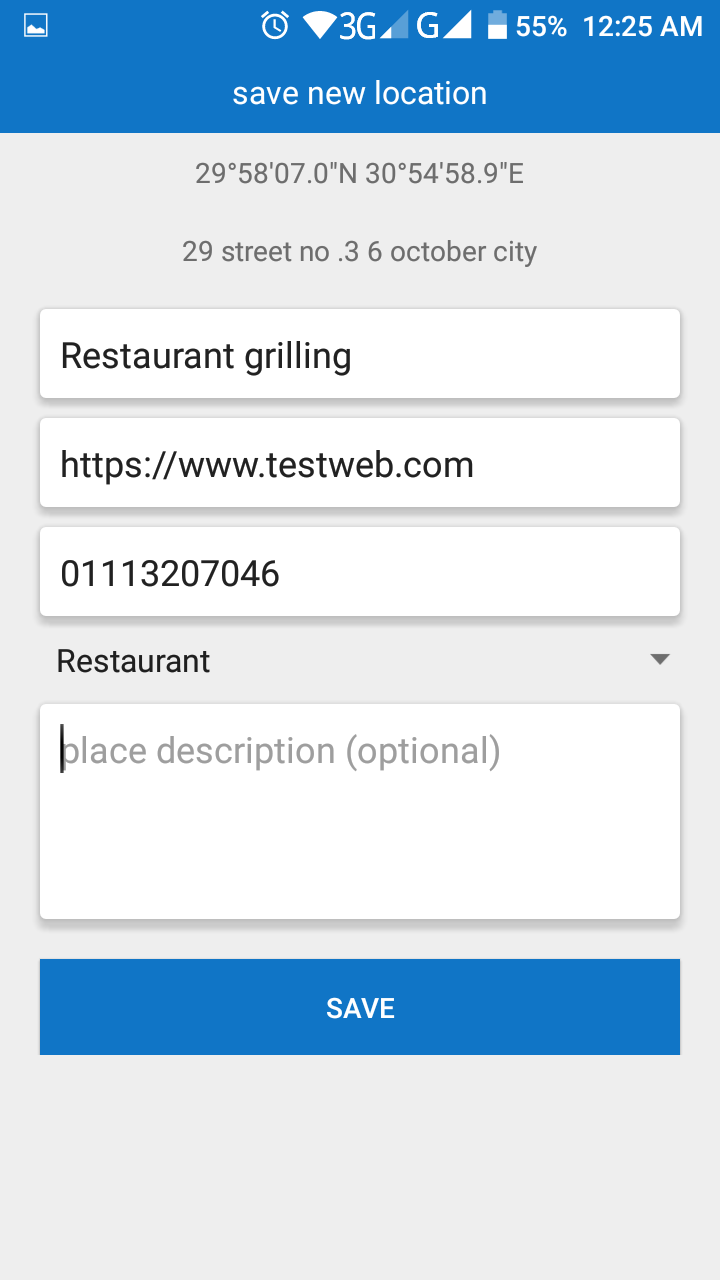 3G G 55% 12:25 AM
save new location
29°58'07.0"N 30°54'58.9"E
29 street no .3 6 october city
Restaurant grilling
https://www.testweb.com
01113207046
Restaurant
place description (optional)
SAVE